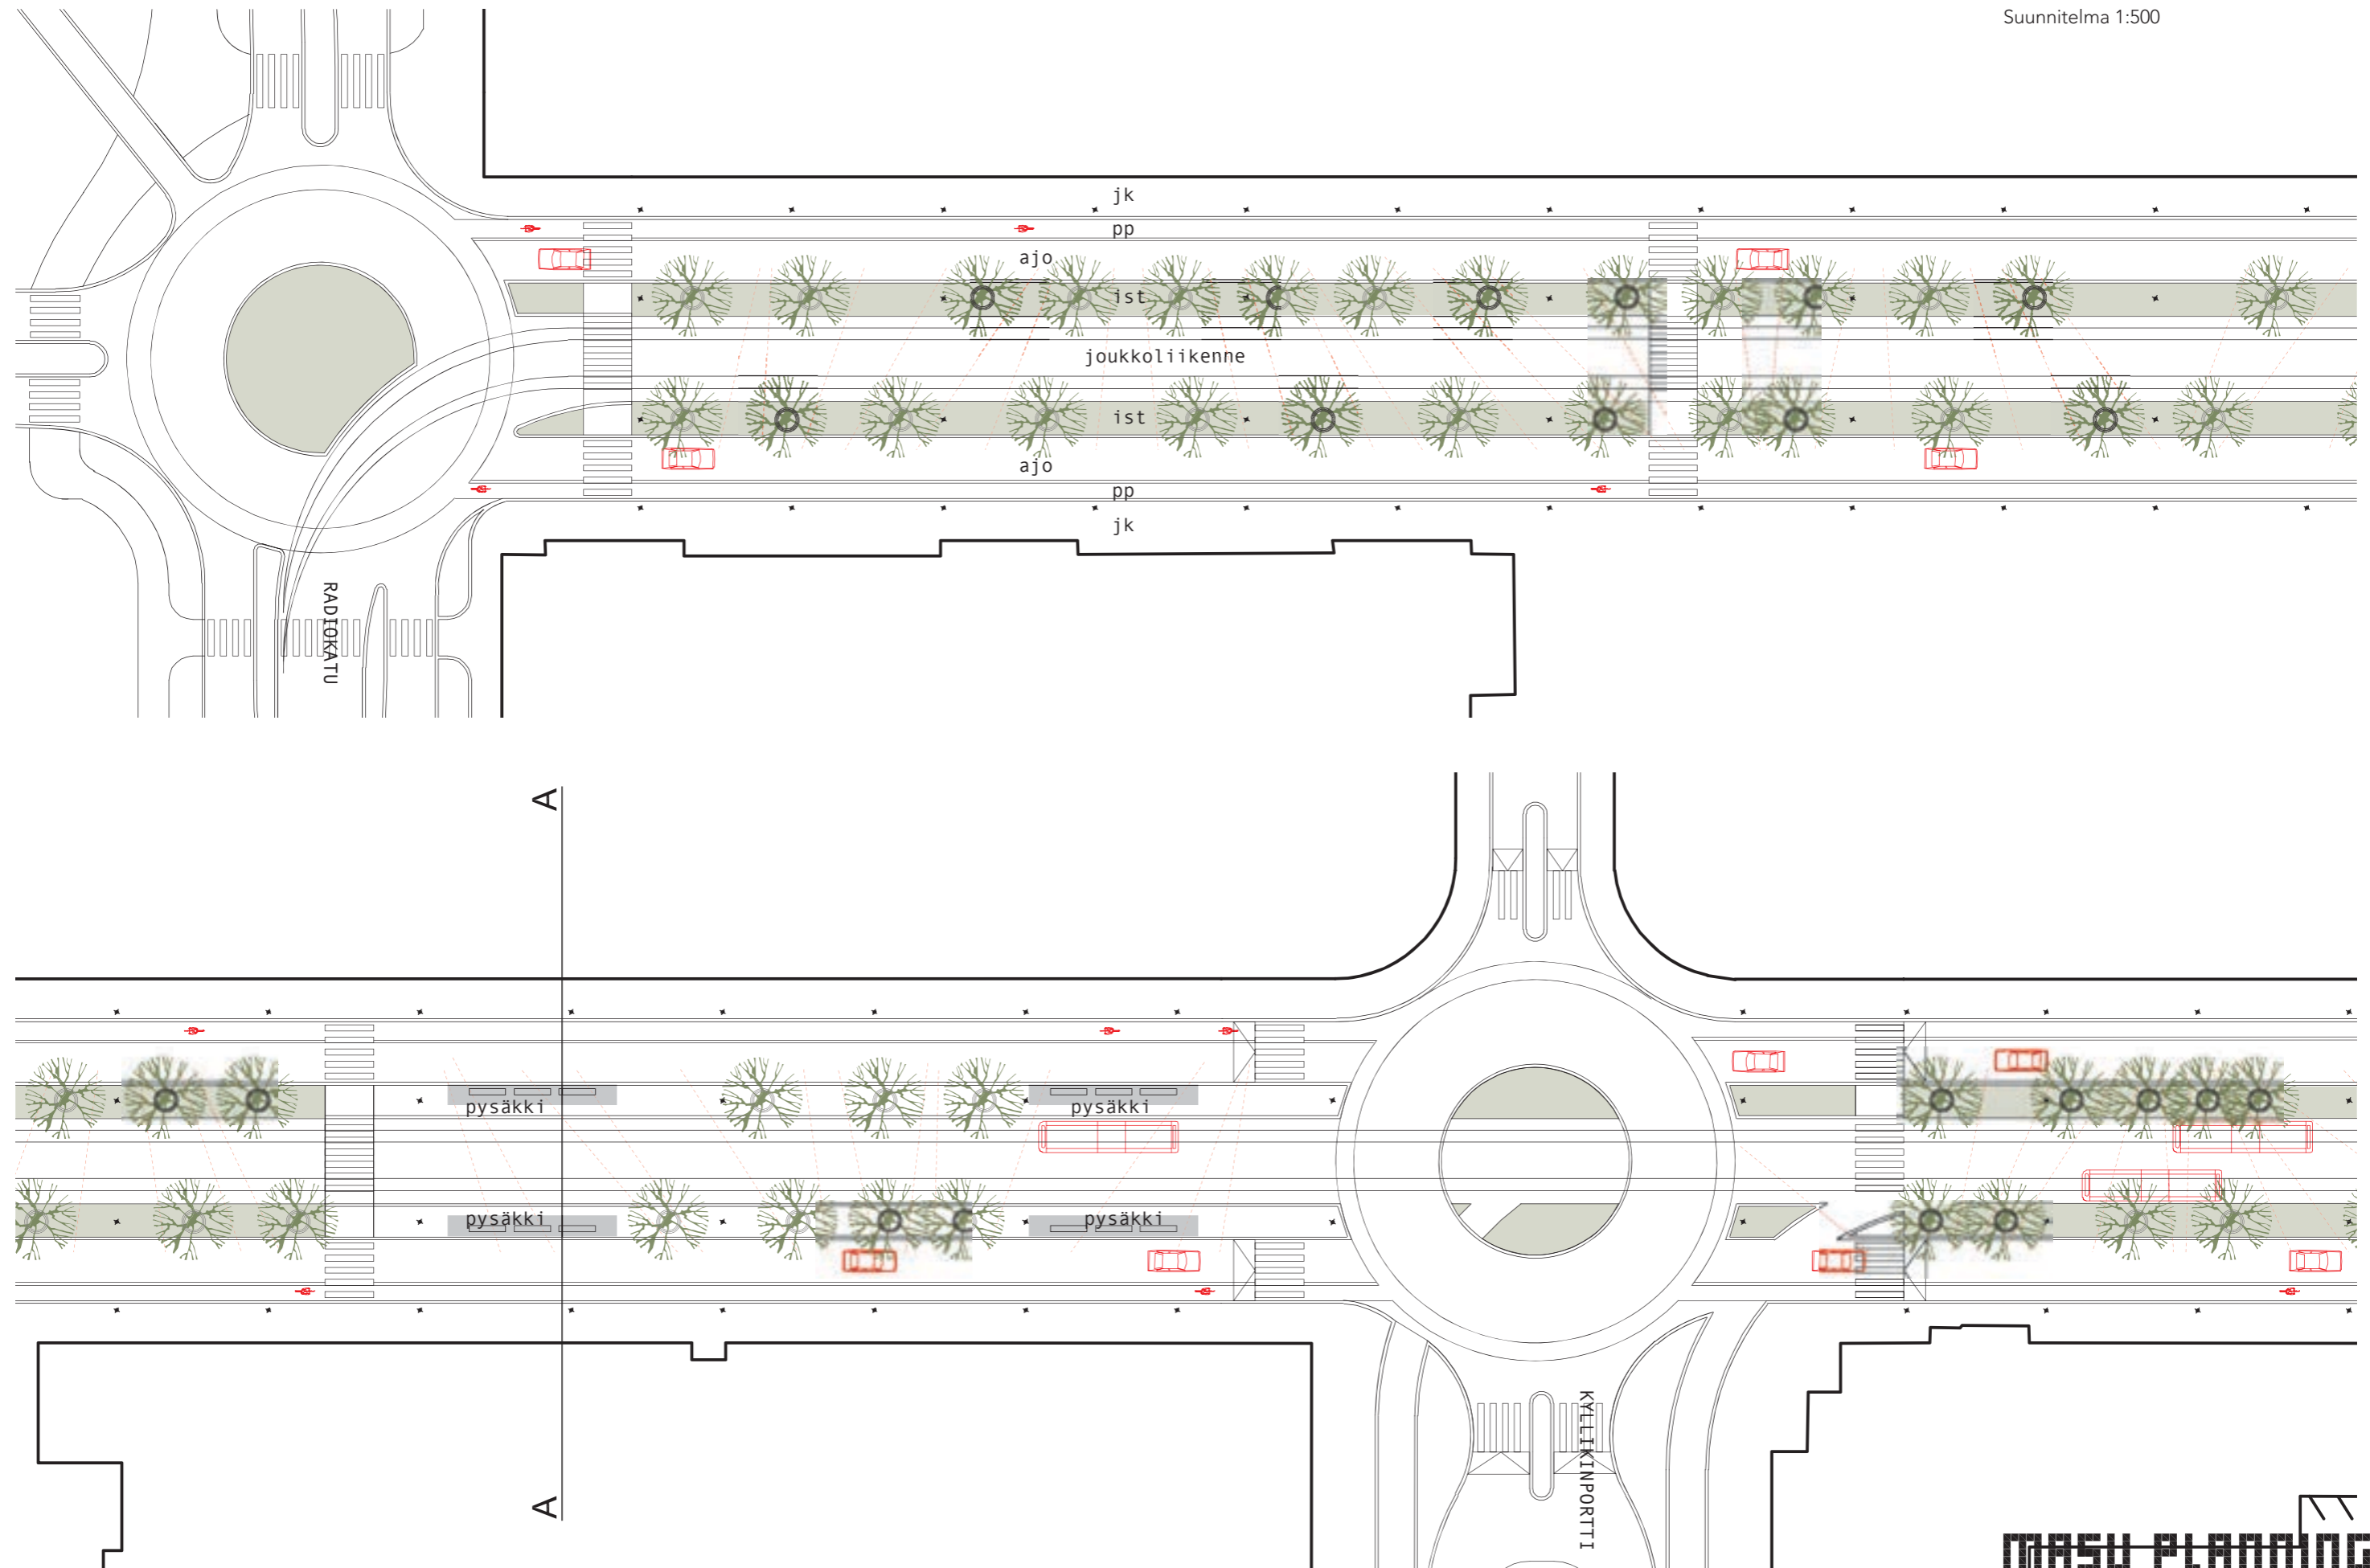 Suunnitelma 1:500
jk
pp
ajo
ist
joukkoliikenne
ist
ajo
pp
jk
RADIOKATU
A
pysäkki
pysäkki
pysäkki
pysäkki
A
KYLLIKINPORTTI
MASU PLANNING